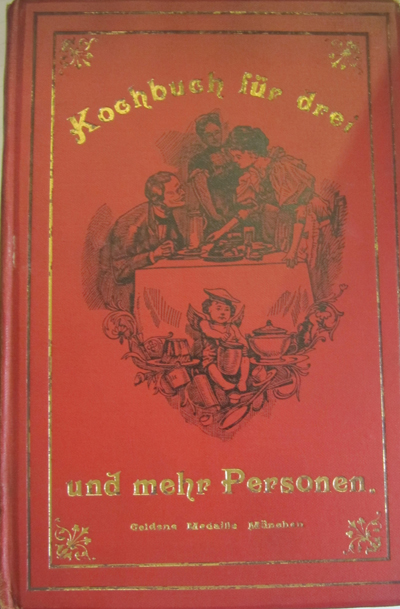 Kochbuch für drei
und mehr Personen.
Goldene Medaille München